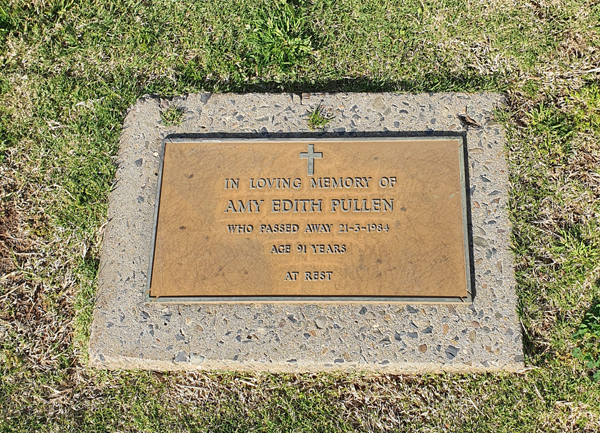 IN LOVING MEMORY OF
AMY EDITH PULLEN
WHO PASSED AWAY 21-3-1984
AGE 91 YEARS
AT REST